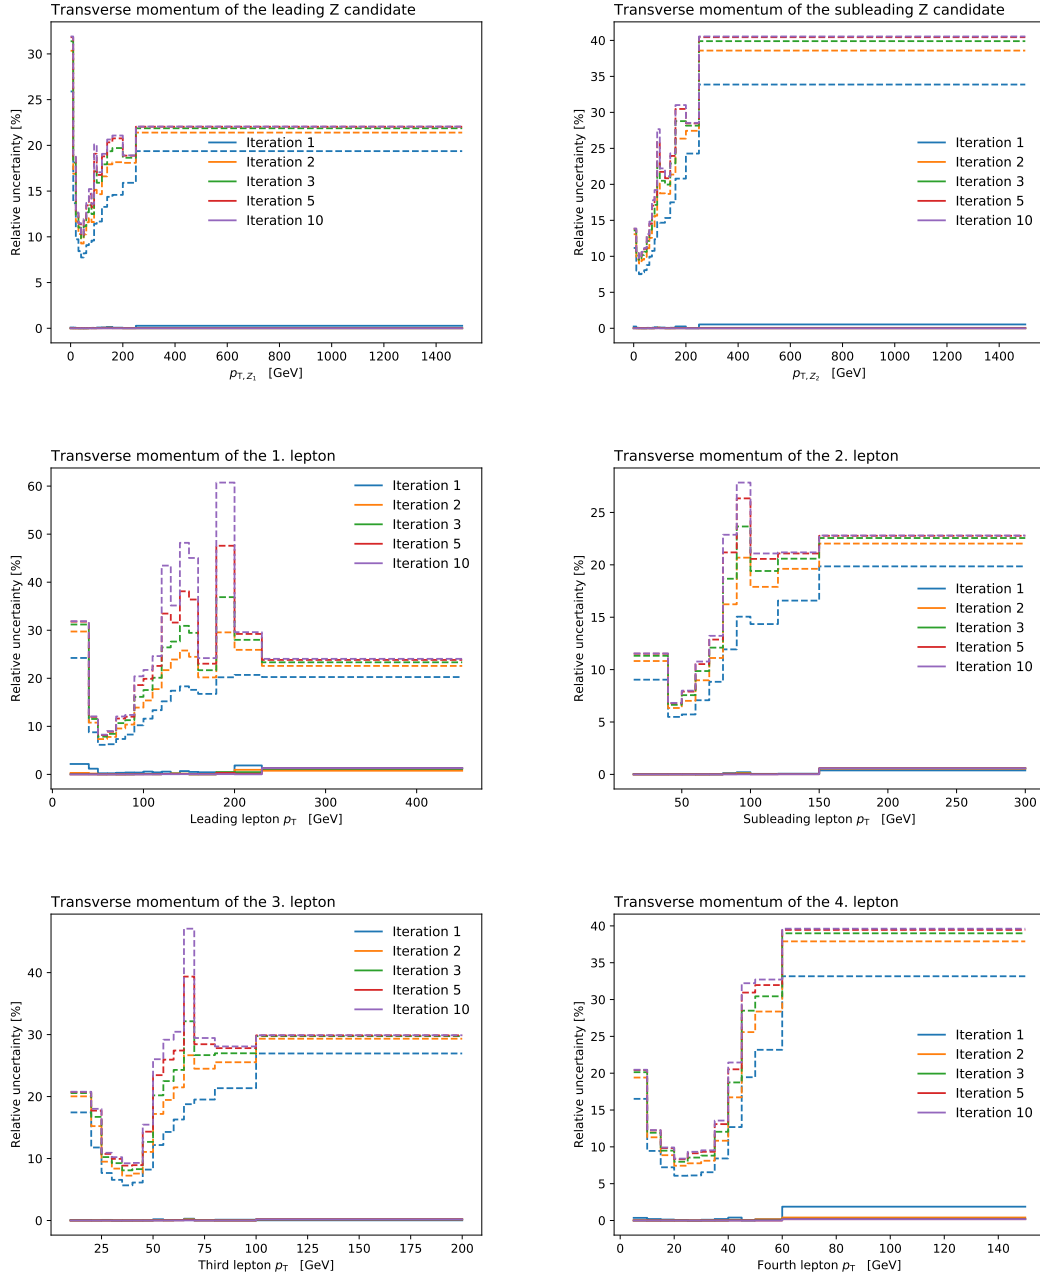 Transverse momentum of the leading Z candidate
Relative uncertainty [%]
30
25
20
15
10
5
0
Iteration 1
Iteration 2
Iteration 3
Iteration 5
Iteration 10
0 200 400 600 800 1000 1200 1400
pT, Z1 [GeV]
Transverse momentum of the subleading Z candidate
Relative uncertainty [%]
40
35
30
25
20
15
10
5
0
Iteration 1
Iteration 2
Iteration 3
Iteration 5
Iteration 10
0 200 400 600 800 1000 1200 1400
pT, Z2 [GeV]
Transverse momentum of the 1. lepton
Relative uncertainty [%]
60
50
40
30
20
10
0
Iteration 1
Iteration 2
Iteration 3
Iteration 5
Iteration 10
0 100 200 300 400
Leading lepton pT [GeV]
Transverse momentum of the 2. lepton
Relative uncertainty [%]
25
20
15
10
5
0
Iteration 1
Iteration 2
Iteration 3
Iteration 5
Iteration 10
50 100 150 200 250 300
Subleading lepton pT [GeV]
Transverse momentum of the 3. lepton
Relative uncertainty [%]
40
30
20
10
0
Iteration 1
Iteration 2
Iteration 3
Iteration 5
Iteration 10
25 50 75 100 125 150 175 200
Third lepton pT [GeV]
Transverse momentum of the 4. lepton
Relative uncertainty [%]
40
35
30
25
20
15
10
5
0
Iteration 1
Iteration 2
Iteration 3
Iteration 5
Iteration 10
0 20 40 60 80 100 120 140
Fourth lepton pT [GeV]